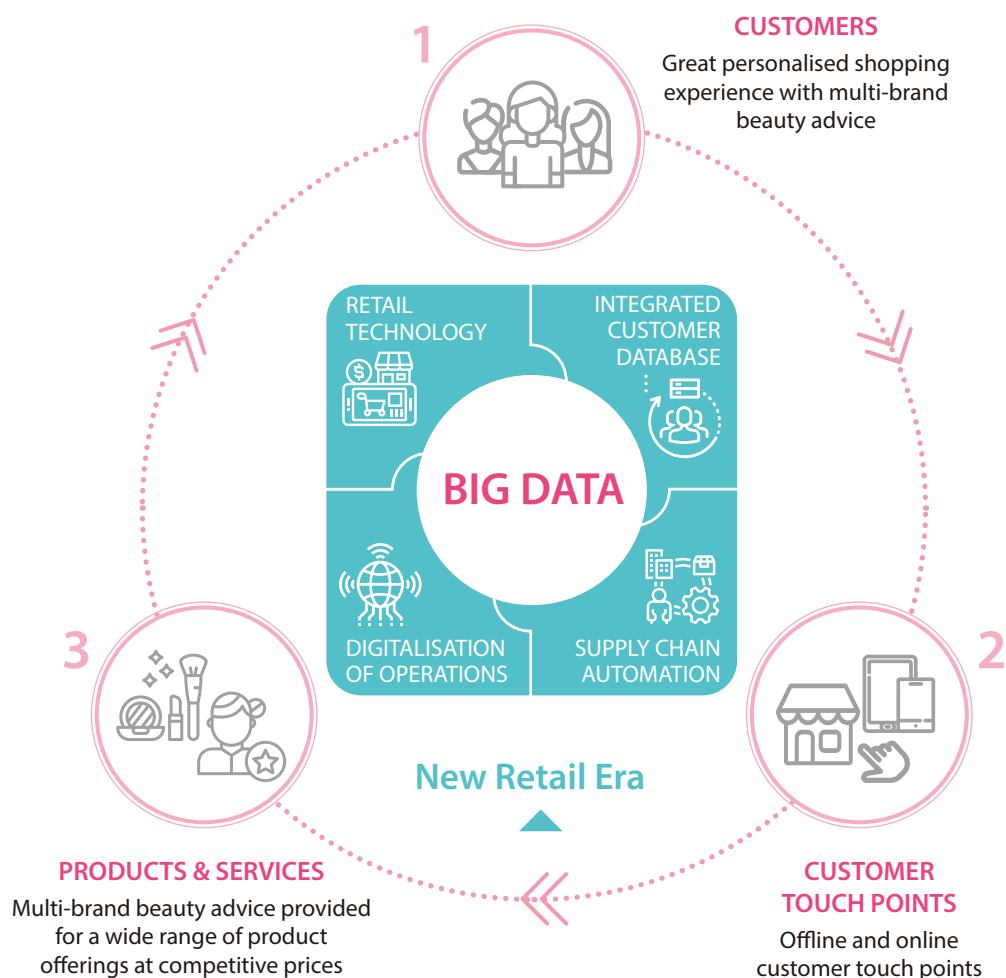 1
CUSTOMERS
Great personalised shopping
experience with multi-brand
beauty advice
RETAIL
TECHNOLOGY
$
INTEGRATED
CUSTOMER
DATABASE
BIG DATA
DIGITALISATION
OF OPERATIONS
SUPPLY CHAIN
AUTOMATION
New Retail Era
2
CUSTOMER
TOUCH POINTS
Offline and online
customer touch points
3
PRODUCTS & SERVICES
Multi-brand beauty advice provided
for a wide range of product
offerings at competitive prices